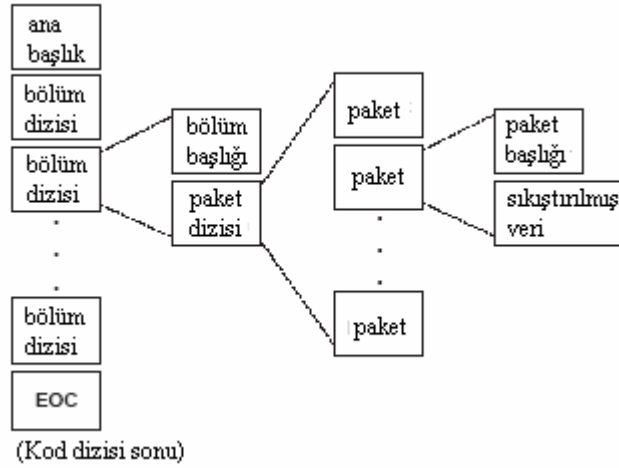 ana
başlık
bölüm
dizisi
bölüm
dizisi
bölüm
dizisi
EOC
(Kod dizisi sonu)
bölüm
başlığı
paket
dizisi
paket
paket
paket
paket
başlığı
sıkıştırılmış
veri